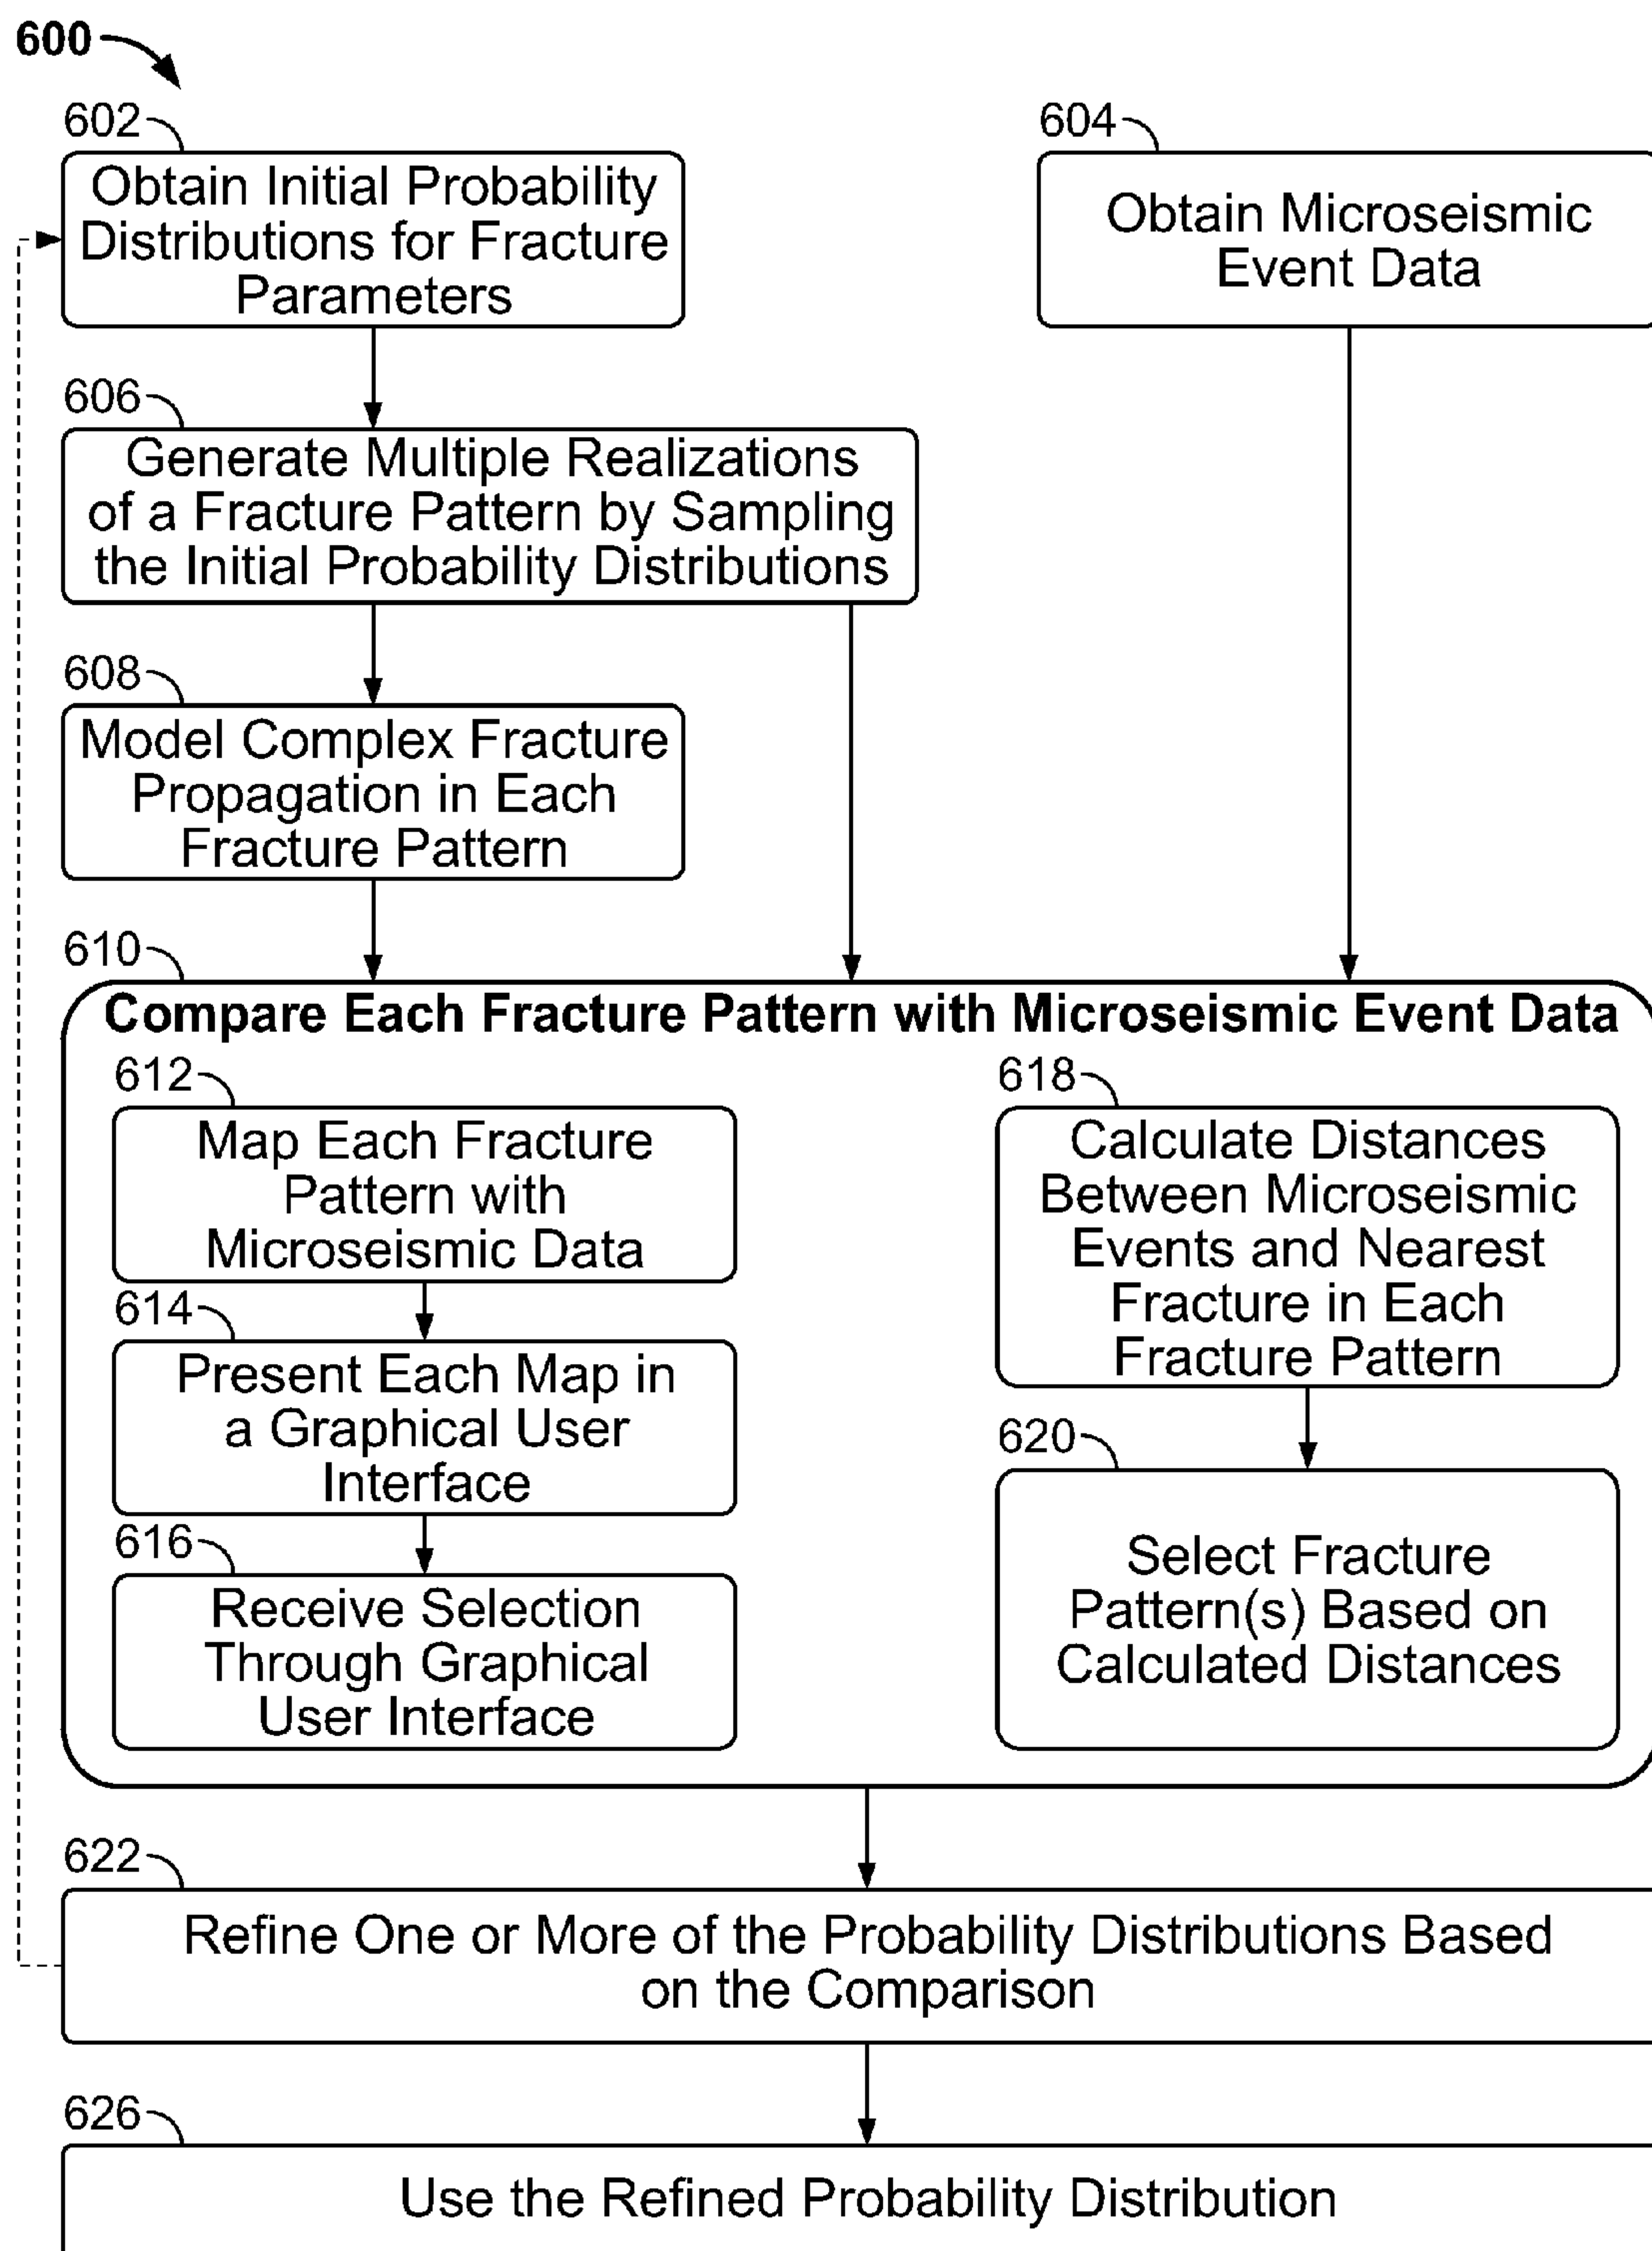 600
602
Obtain Initial Probability
Distributions for Fracture
Parameters
604
Obtain Microseismic
Event Data
606
Generate Multiple Realizations
of a Fracture Pattern by Sampling
the Initial Probability Distributions
608
Model Complex Fracture
Propagation in Each
Fracture Pattern
610
Compare Each Fracture Pattern with Microseismic Event Data
612
Map Each Fracture
Pattern with
Microseismic Data
614
Present Each Map in
a Graphical User
Interface
616
Receive Selection
Through Graphical
User Interface
618
Calculate Distances
Between Microseismic
Events and Nearest
Fracture in Each
Fracture Pattern
620
Select Fracture
Pattern(s) Based on
Calculated Distances
622
Refine One or More of the Probability Distributions Based
on the Comparison
626
Use the Refined Probability Distribution